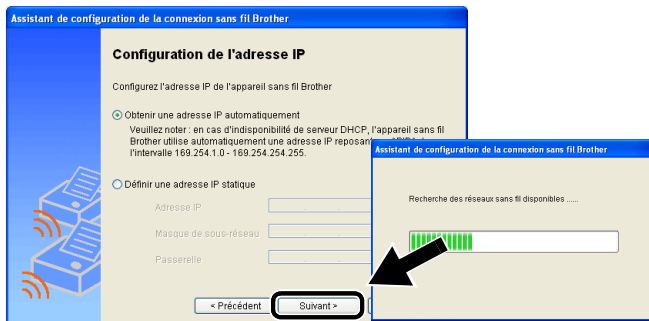 Assistant de configuration de la connexion sans fil Brother
Configuration de l'adresse IP
Configurez l'adresse IP de l'appareil sans fil Brother
Obtenir une adresse IP automatiquement
Veuillez noter : en cas d'indisponibilité de serveur DHCP, l'appareil sans fil
Brother utilise automatiquement une adresse IP reposant
l'intervalle 169.254.1.0 - 169.254.254.255.
Définir une adresse IP statique
Adresse IP
Masque de sous-réseau
Passerelle
< Précédent
Suivant >
Assistant de configuration de la connexion sans fil Brother
Recherche des réseaux sans fil disponibles ......